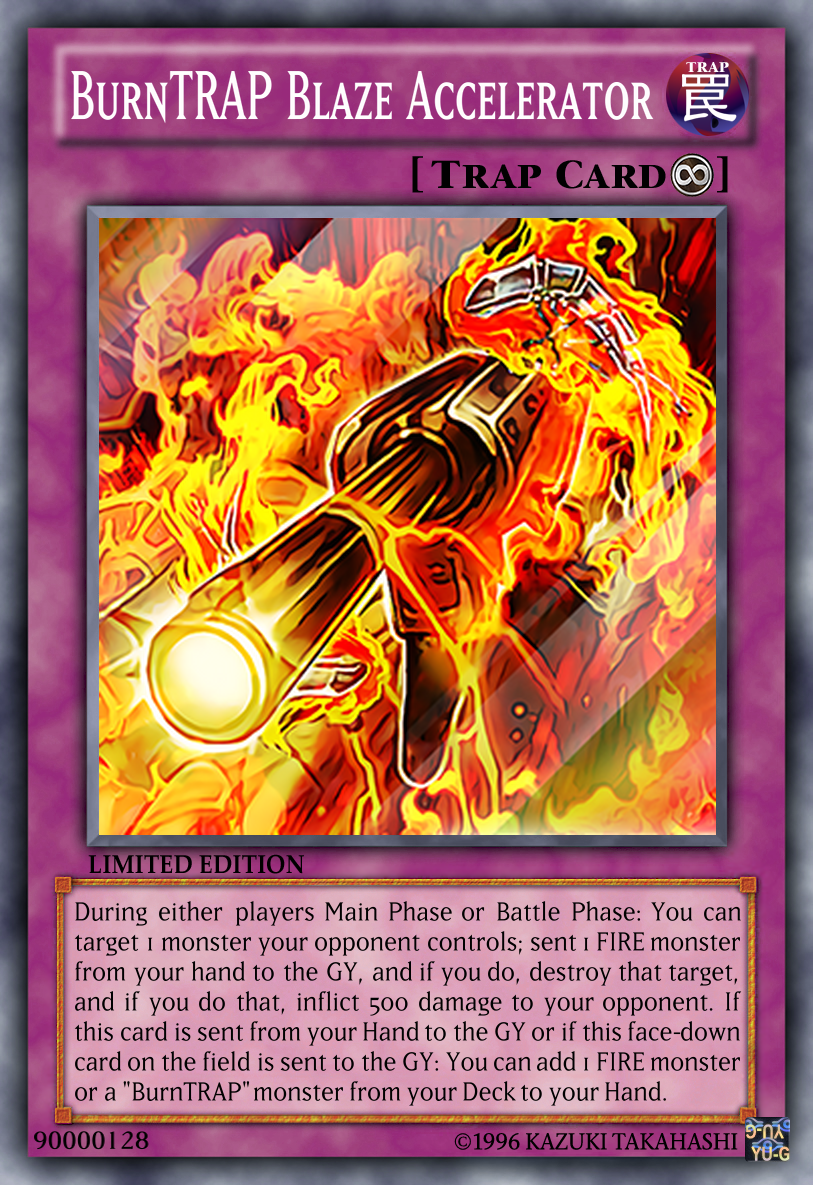 BurnTRAP Blaze Accelerator
TRAP
罠
[Trap Card∞]
LIMITED EDITION
During either players Main Phase or Battle Phase: You can
target 1 monster your opponent controls; sent 1 FIRE monster
from your hand to the GY, and if you do, destroy that target,
and if you do that, inflict 500 damage to your opponent. If
this card is sent from your Hand to the GY or if this face-down
card on the field is sent to the GY: You can add 1 FIRE monster
or a "BurnTRAP" monster from your Deck to your Hand.
90000128
©1996 KAZUKI TAKAHASHI
YU-G
YU-G